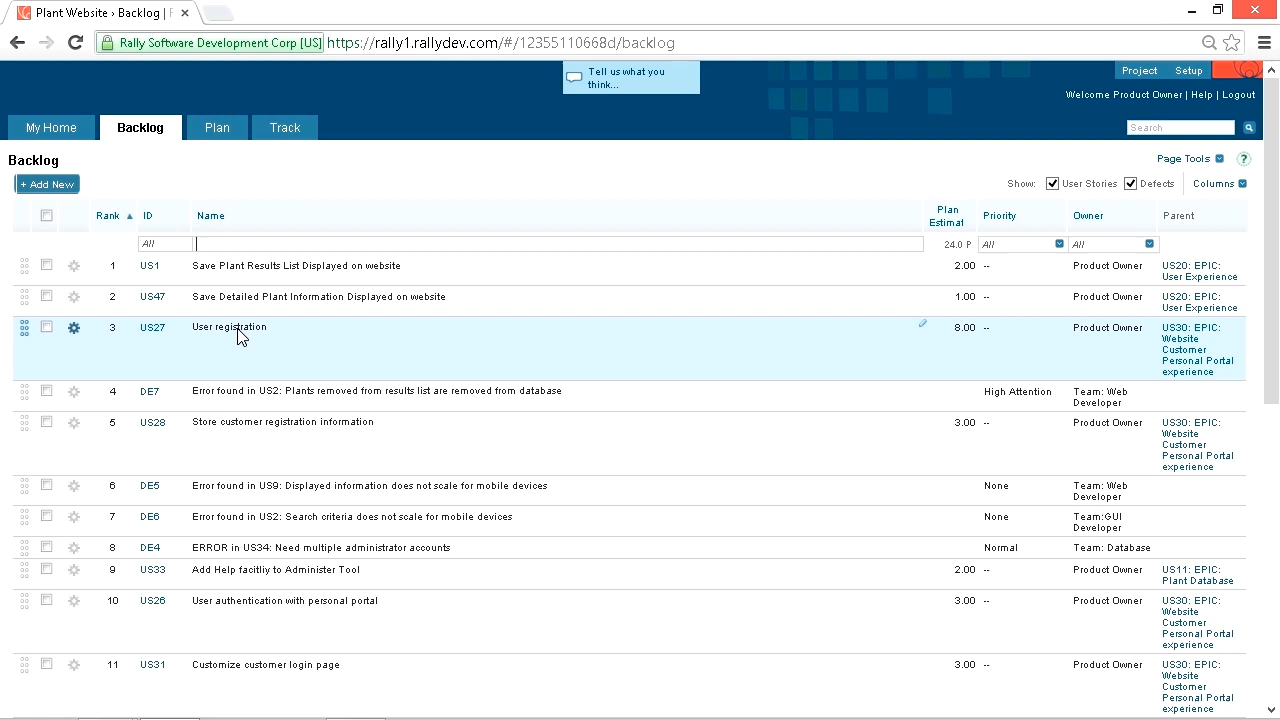 Plant Website › Backlog |
Rally Software Development Corp [US] https://rally1.rallydev.com/#/12355110668d/backlog
Tell us what you
think...
Project Setup
Welcome Product Owner | Help | Logout
My Home Backlog Plan Track
Search
Backlog
Page Tools ?
+ Add New
Show: User Stories Defects Columns
Rank ID Name Plan Estimat Priority Owner Parent
All 24.0 P All All
1 US1 Save Plant Results List Displayed on website 2.00 -- Product Owner US20: EPIC:
User Experience
2 US47 Save Detailed Plant Information Displayed on website 1.00 -- Product Owner US20: EPIC:
User Experience
3 US27 User registration 8.00 -- Product Owner US30: EPIC:
Website
Customer
Personal Portal
experience
4 DE7 Error found in US2: Plants removed from results list are removed from database High Attention Team: Web
Developer
5 US28 Store customer registration information 3.00 -- Product Owner US30: EPIC:
Website
Customer
Personal Portal
experience
6 DE5 Error found in US9: Displayed information does not scale for mobile devices None Team: Web
Developer
7 DE6 Error found in US2: Search criteria does not scale for mobile devices None Team:GUI
Developer
8 DE4 ERROR in US34: Need multiple administrator accounts Normal Team: Database
9 US33 Add Help facitliy to Administer Tool 2.00 -- Product Owner US11: EPIC:
Plant Database
10 US26 User authentication with personal portal 3.00 -- Product Owner US30: EPIC:
Website
Customer
Personal Portal
experience
11 US31 Customize customer login page 3.00 -- Product Owner US30: EPIC:
Website
Customer
Personal Portal
experience